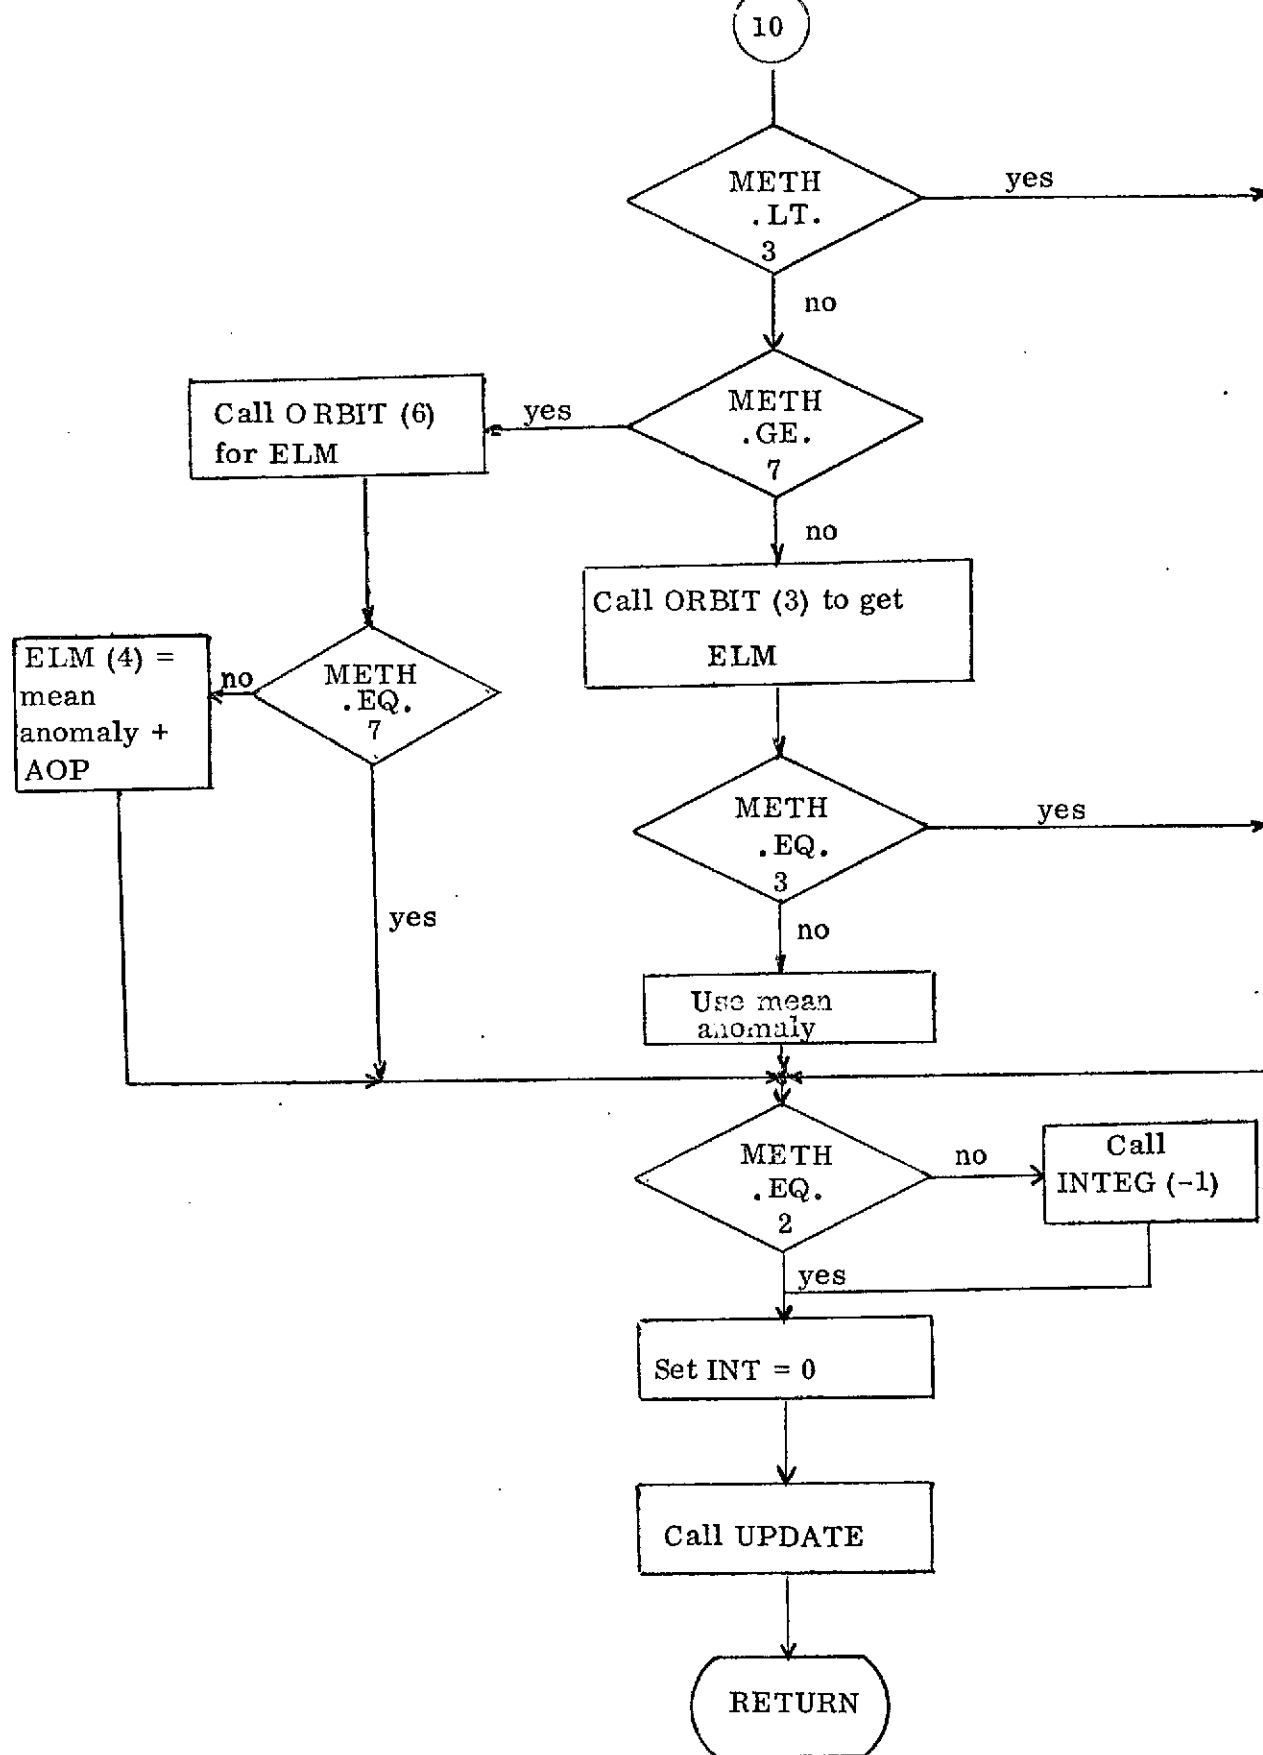 10
METH
.LT.
3
yes
no
METH
.GE.
7
yes
Call ORBIT (6)
for ELM
no
Call ORBIT (3) to get
ELM
METH
.EQ.
7
no
ELM (4) =
mean
anomaly +
AOP
yes
METH
.EQ.
3
yes
no
Use mean
anomaly
METH
.EQ.
2
no
Call
INTEG (-1)
yes
Set INT = 0
Call UPDATE
RETURN